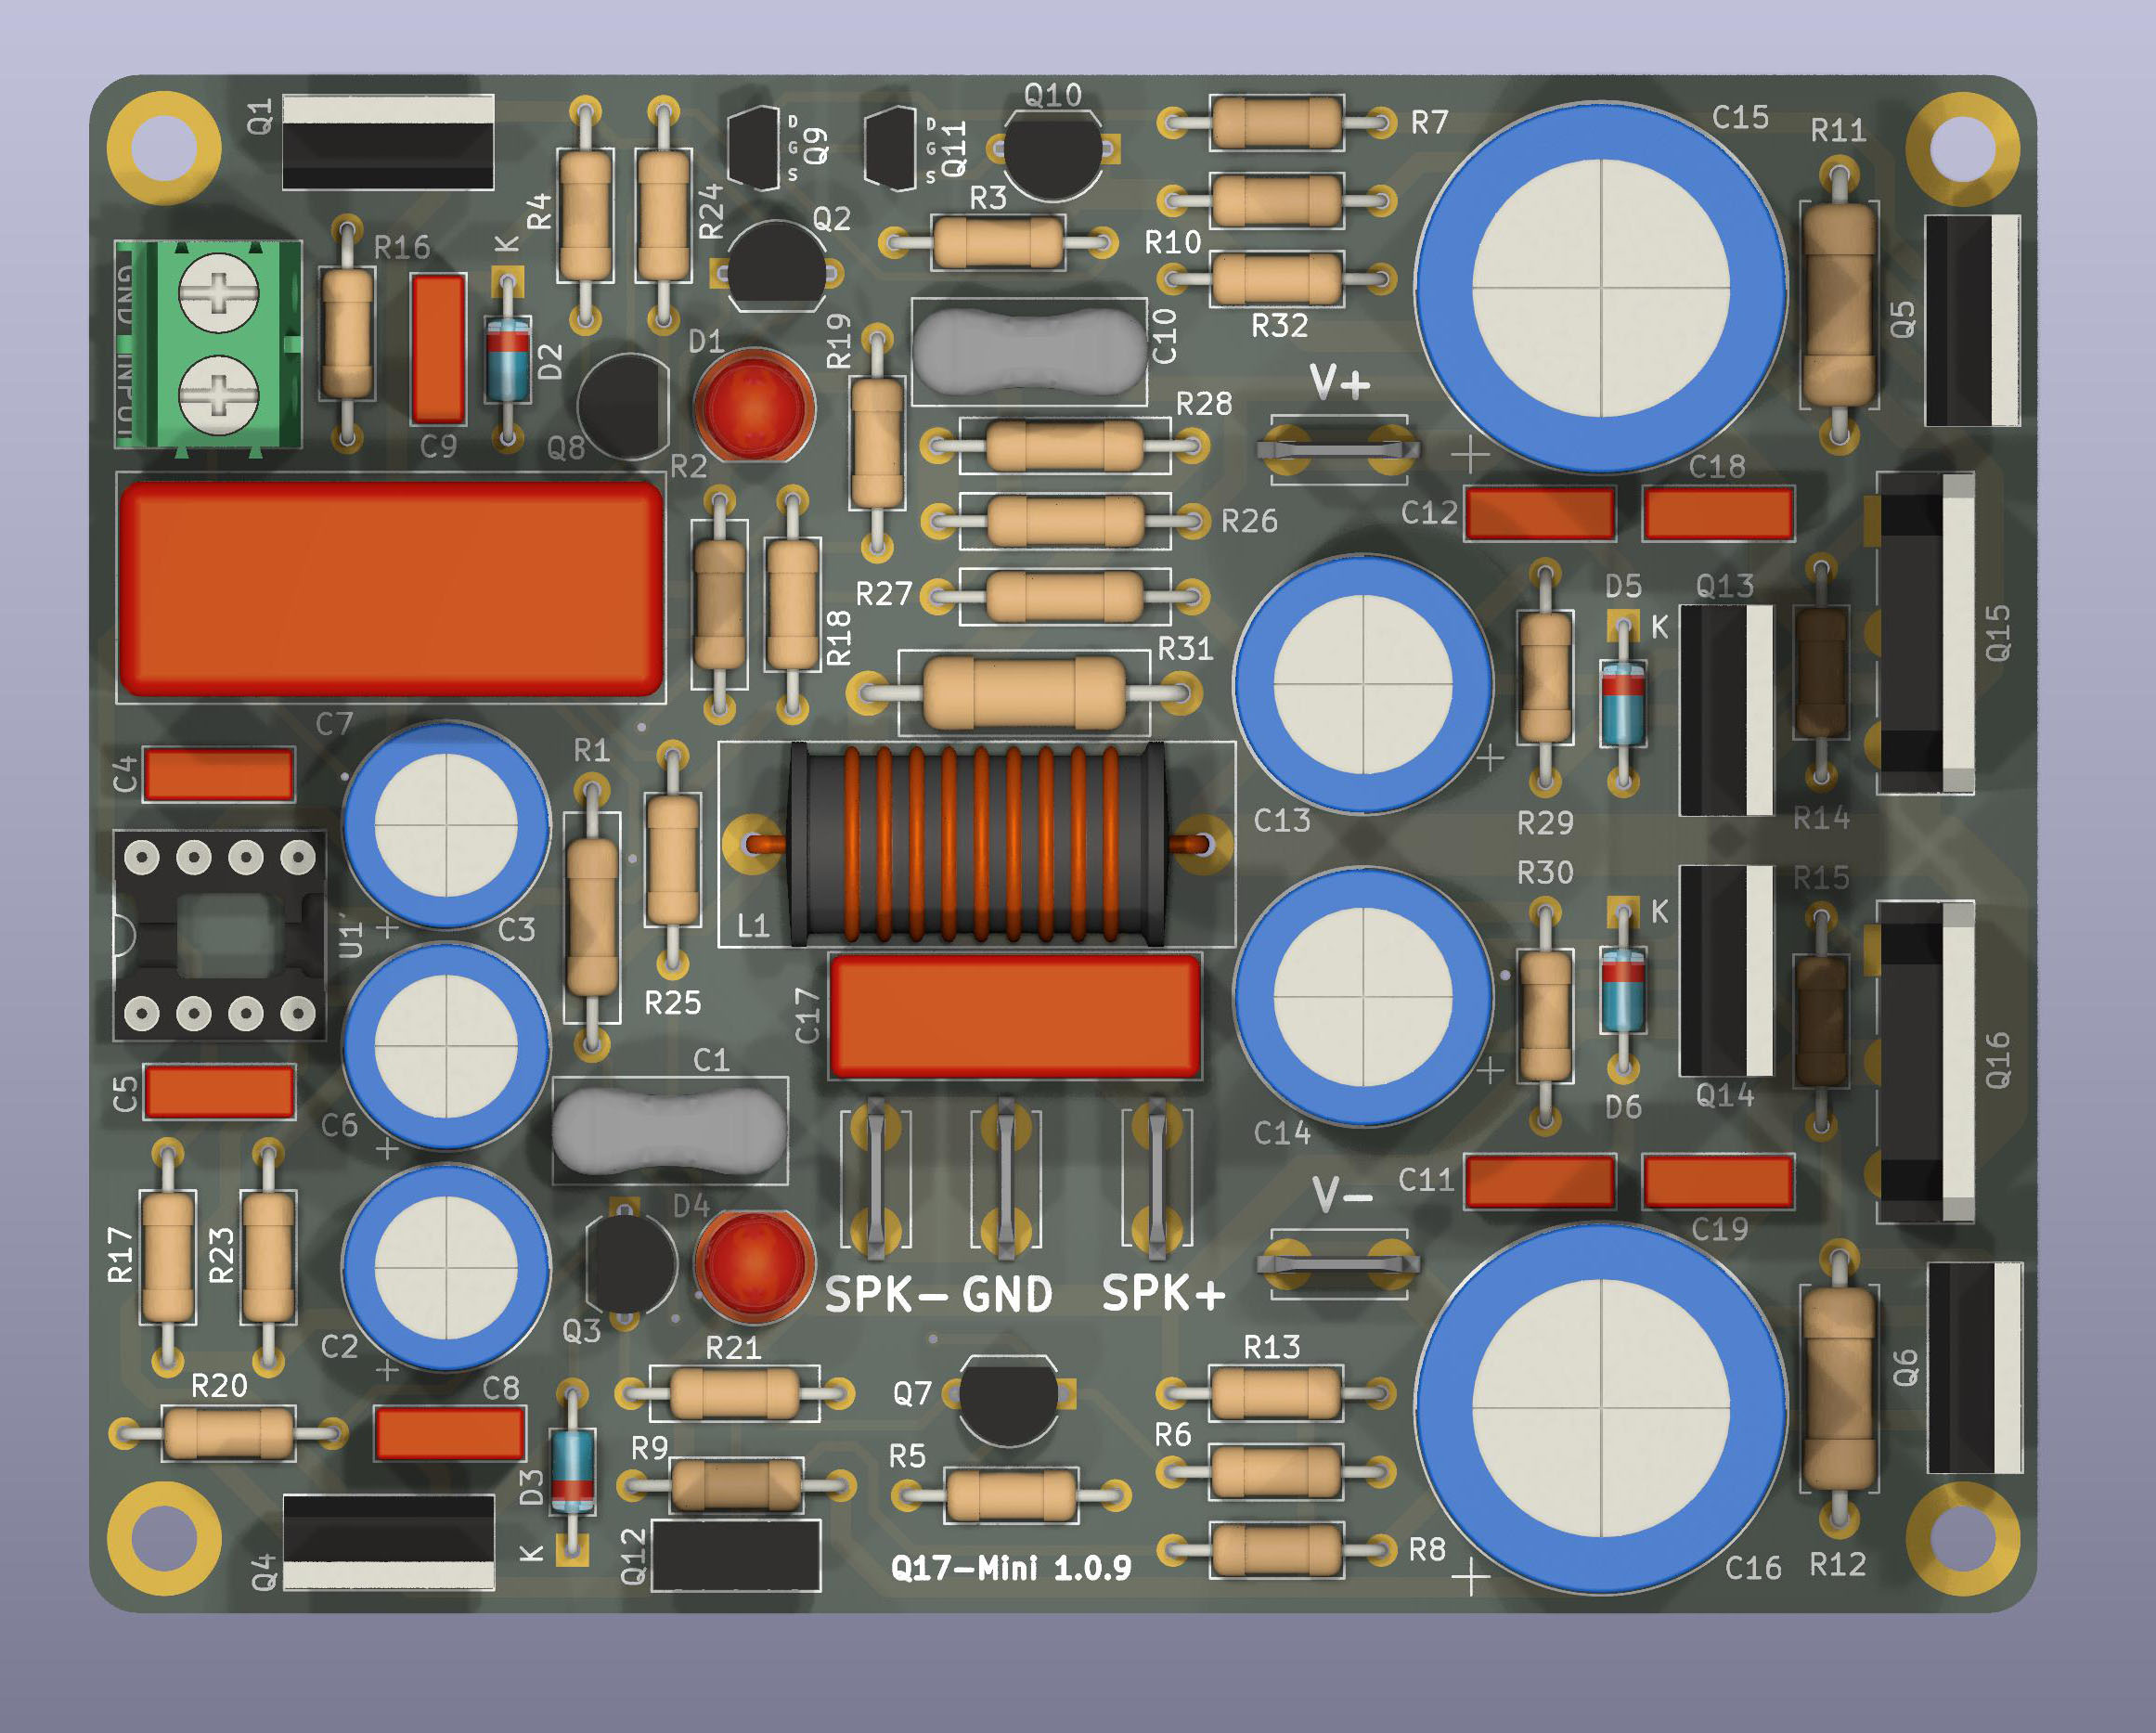 Q1
Q10
C15
R7
R11
D
G
S
Q9
D
G
S
Q11
R4
R24
R3
Q2
K
R16
R10
GND INPUT
R32
Q5
D1
R19
C10
D2
V+
R28
C9
Q8
R2
C18
C12
R26
Q15
R18
R27
D5
Q13
K
R31
C7
C4
R1
C13
R29
R14
U1
C3
L1
R30
R15
K
R25
C17
Q16
C5
C1
C6
C14
D6
Q14
V-
C11
C19
D4
R17
R23
SPK-
GND
SPK+
Q3
C2
R21
R13
Q6
R20
C8
Q7
R6
R9
R5
D3
K
Q12
Q4
Q17-Mini 1.0.9
R8
C16
R12